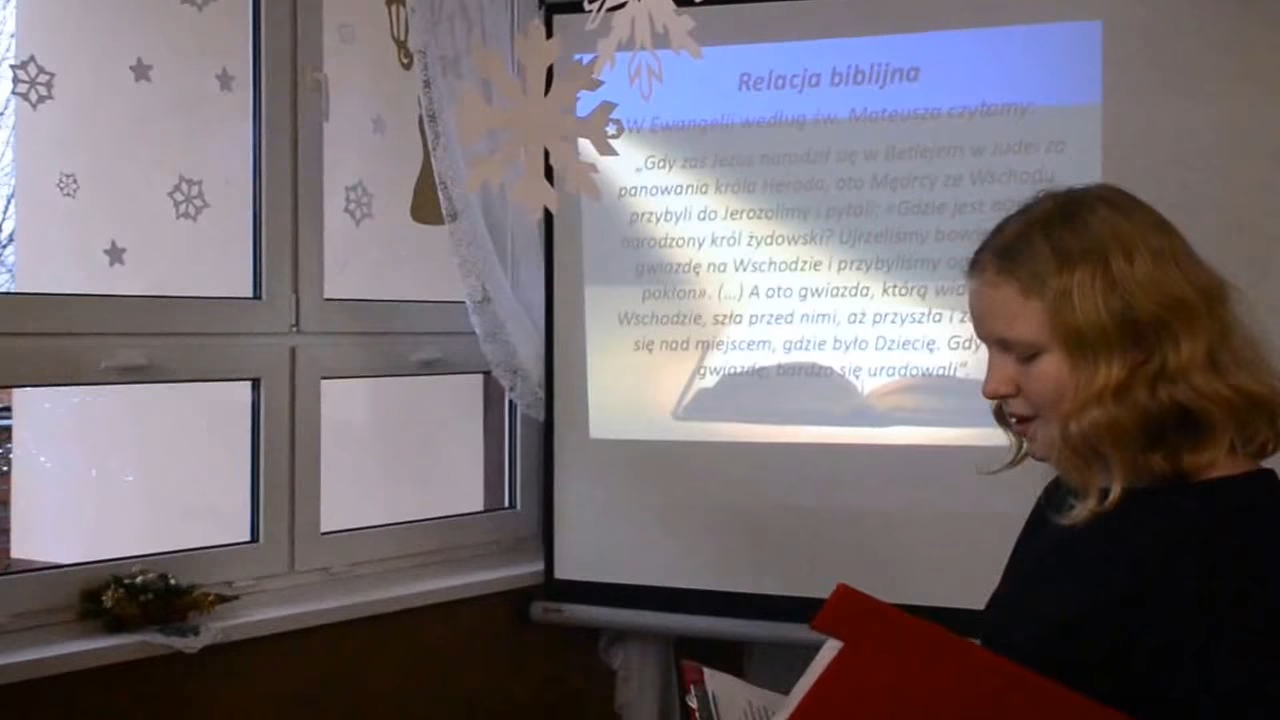 Relacja biblijna
W Ewangelii według św. Mateusza czytamy:
„Gdy zaś Jezus narodził się w Betlejem w Judei za
panowania króla Heroda, oto Mędrcy ze Wschodu
przybyli do Jerozolimy i pytali: «Gdzie jest
narodzony król żydowski? Ujrzeliśmy
gwiazdę na Wschodzie i przybyliśmy
pokłon». (...) A oto gwiazda, którą
Wschodzie, szła przed nimi, aż przyszła i
się nad miejscem, gdzie było Dziecię. Gdy
gwiazdę, bardzo się uradowali”